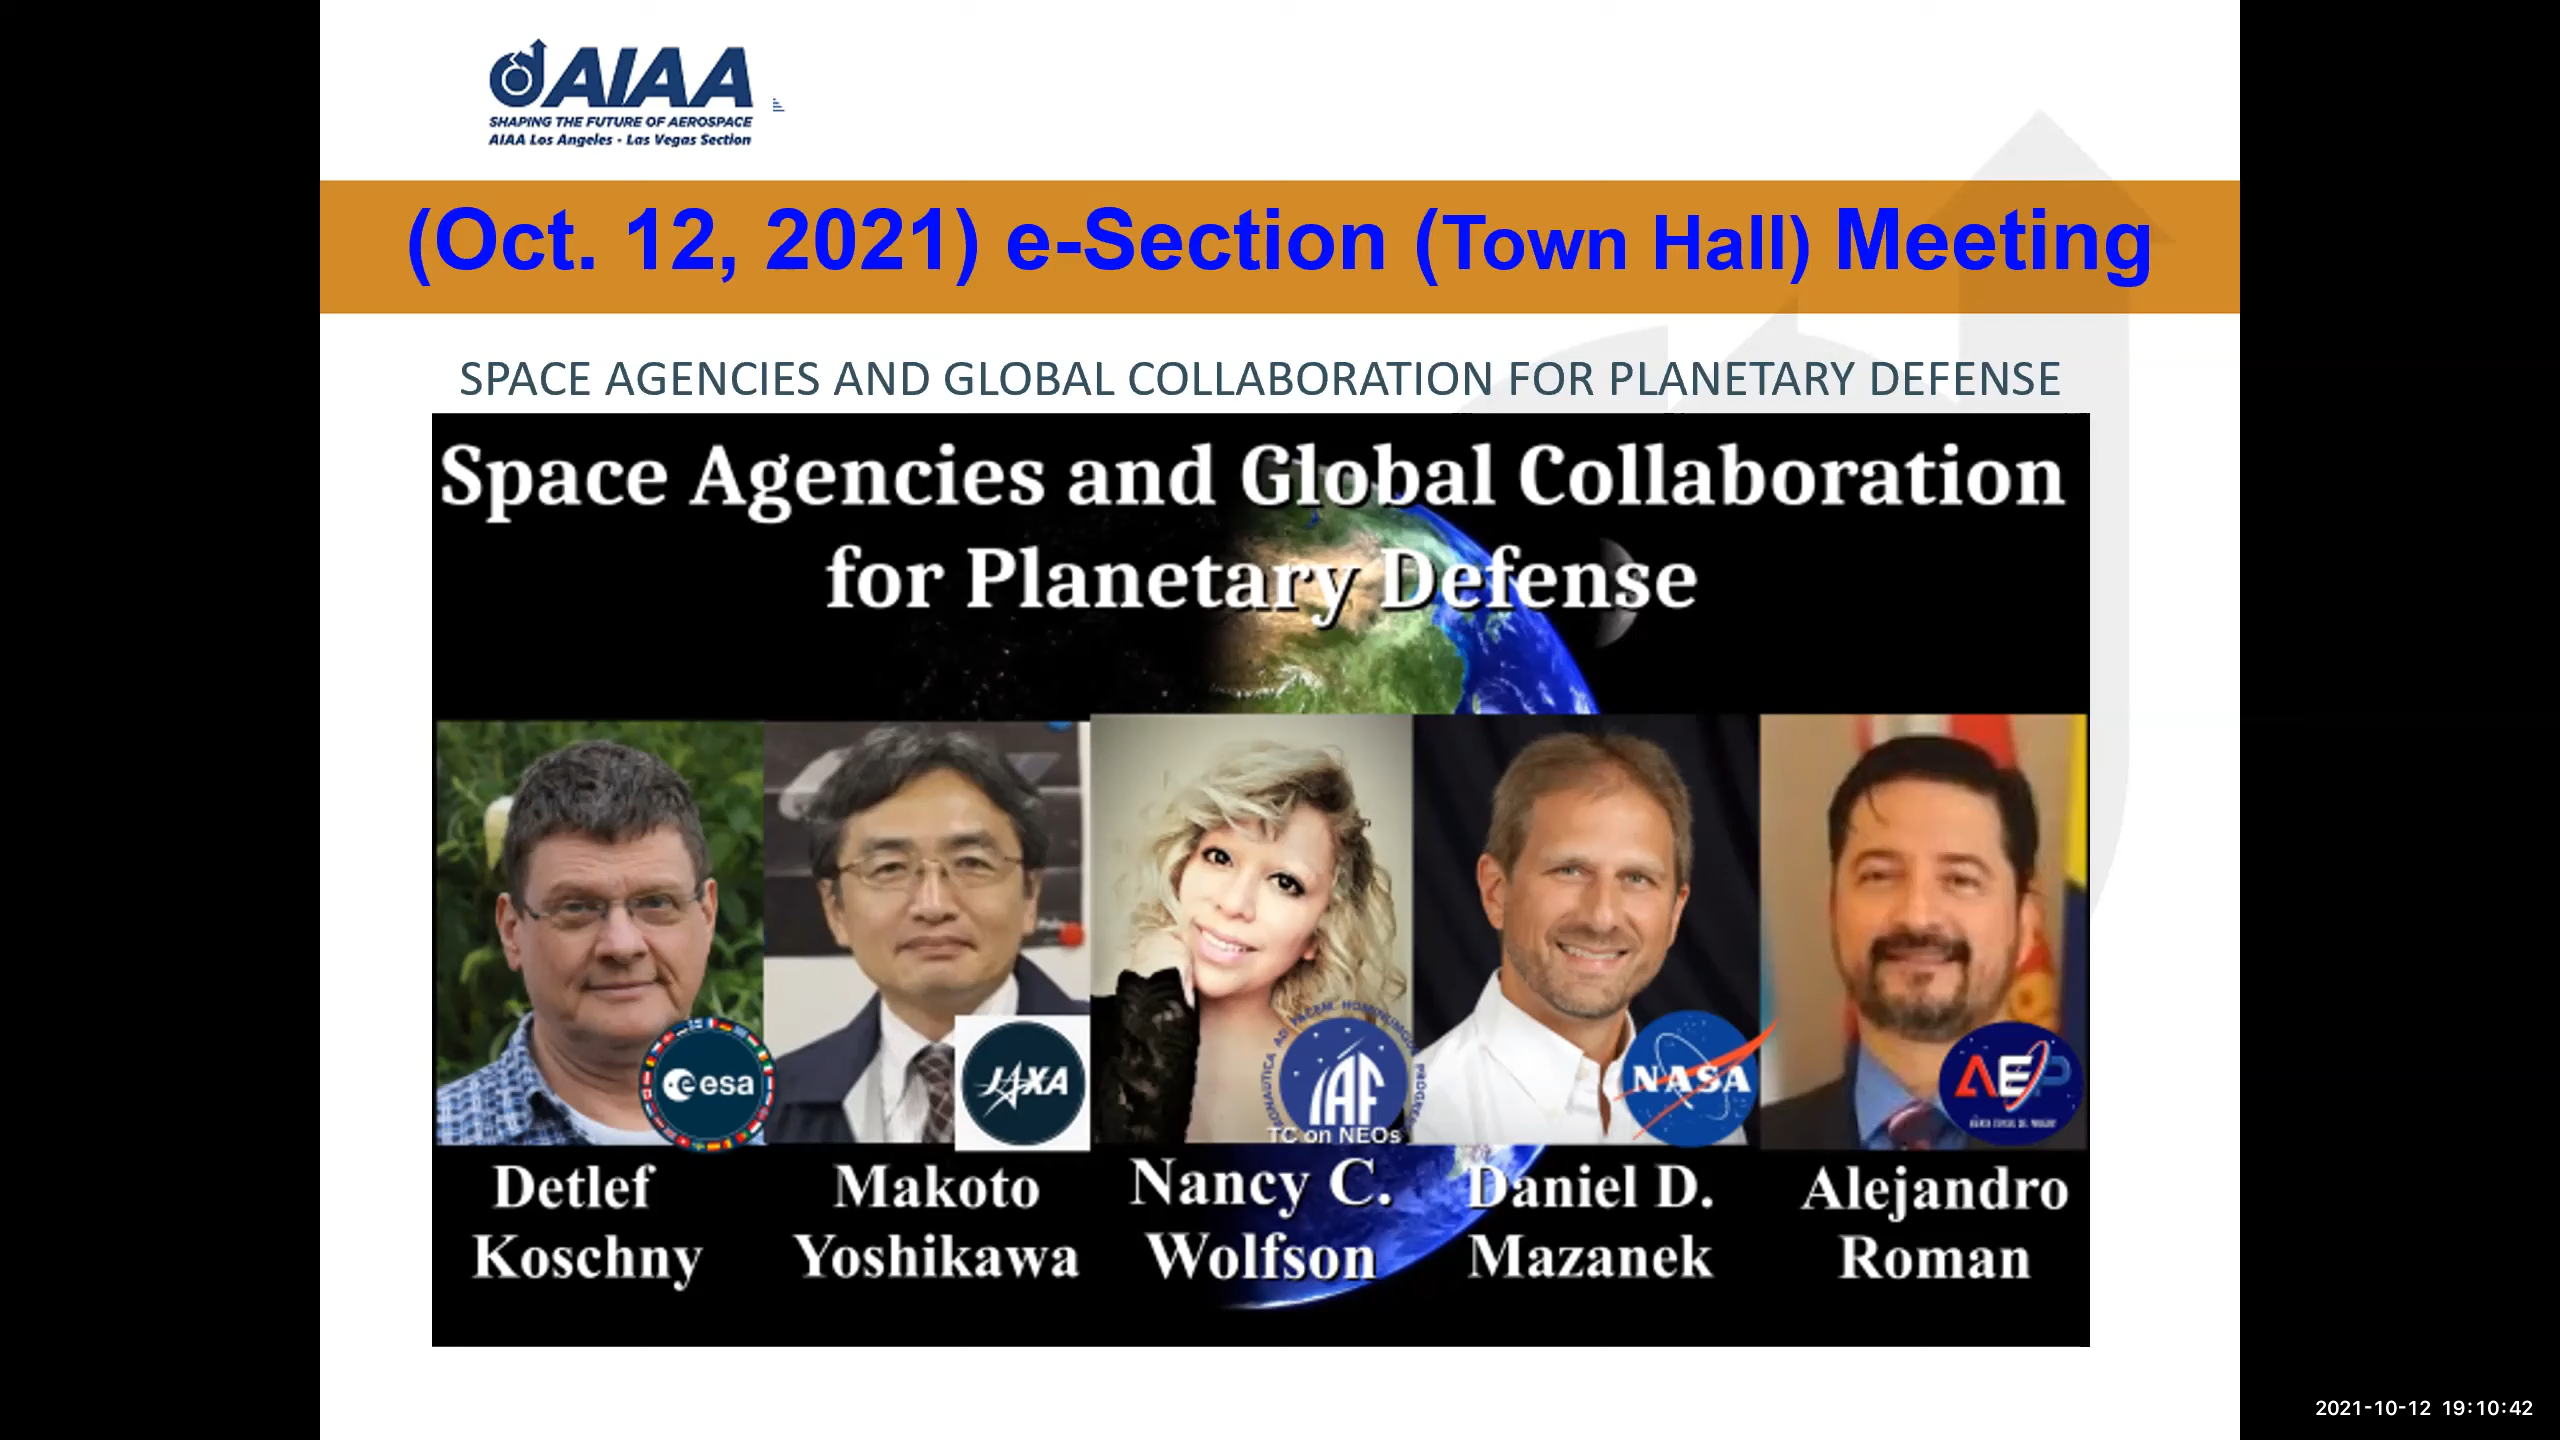 AIAA
SHAPING THE FUTURE OF AEROSPACE
AIAA Los Angeles - Las Vegas Section
(Oct. 12, 2021) e-Section (Town Hall) Meeting
SPACE AGENCIES AND GLOBAL COLLABORATION FOR PLANETARY DEFENSE
Space Agencies and Global Collaboration
for Planetary Defense
esa
JAXA
AD PACEM HOMINUMQUE
IAF
TC on NEOs
NASA
AEP
Detlef
Koschny
Makoto
Yoshikawa
Nancy C.
Wolfson
Daniel D.
Mazanek
Alejandro
Roman
2021-10-12 19:10:42